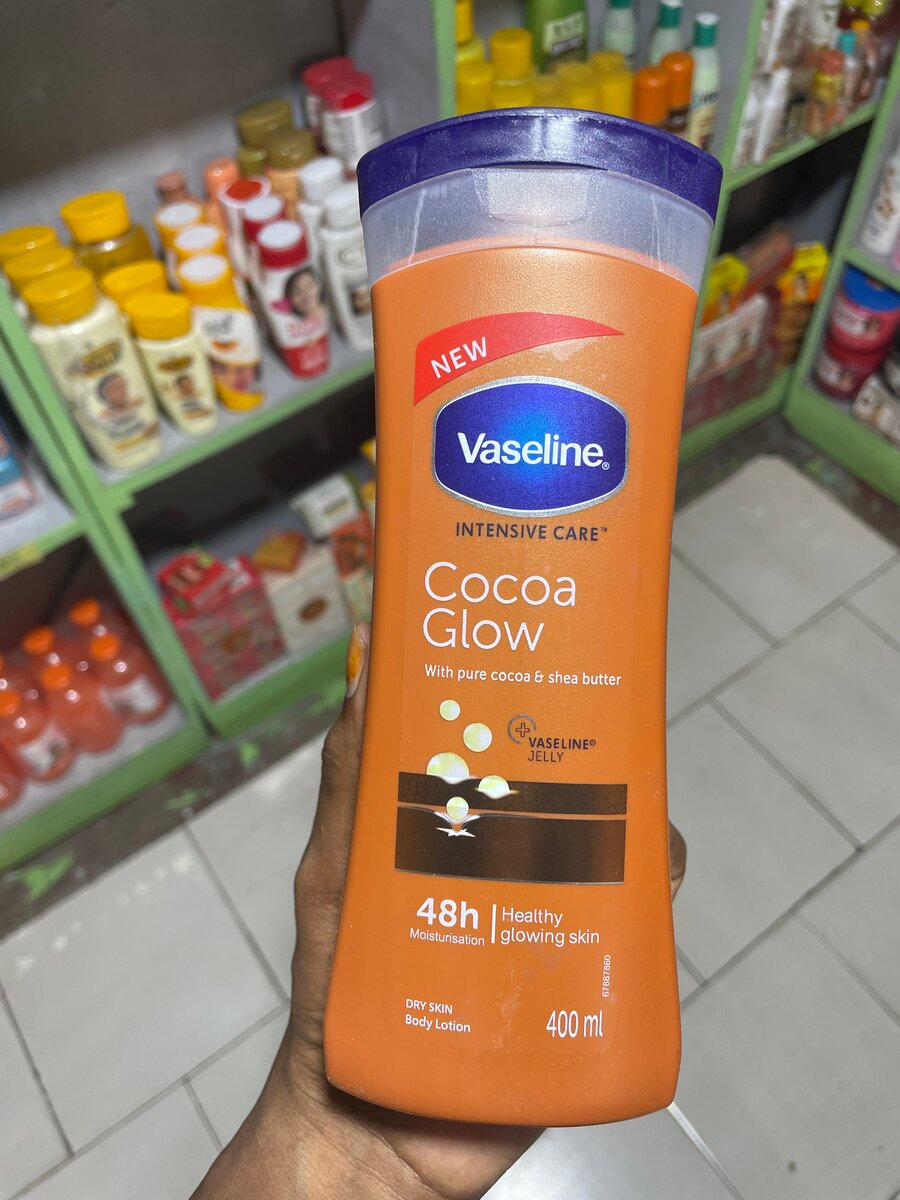 NEW
Vaseline®
INTENSIVE CARE™
Cocoa
Glow
With pure cocoa & shea butter
VASELINE®
JELLY
48h
Moisturisation
Healthy
glowing skin
67887860
DRY SKIN
Body Lotion
400 ml